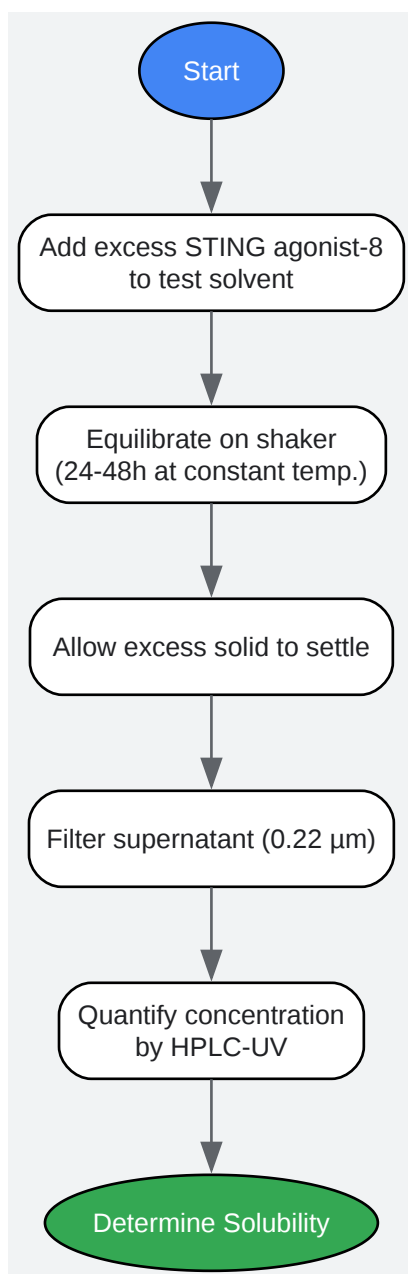 Start
Add excess STING agonist-8
to test solvent
Equilibrate on shaker
(24-48h at constant temp.)
Allow excess solid to settle
Filter supernatant (0.22 µm)
Quantify concentration
by HPLC-UV
Determine Solubility